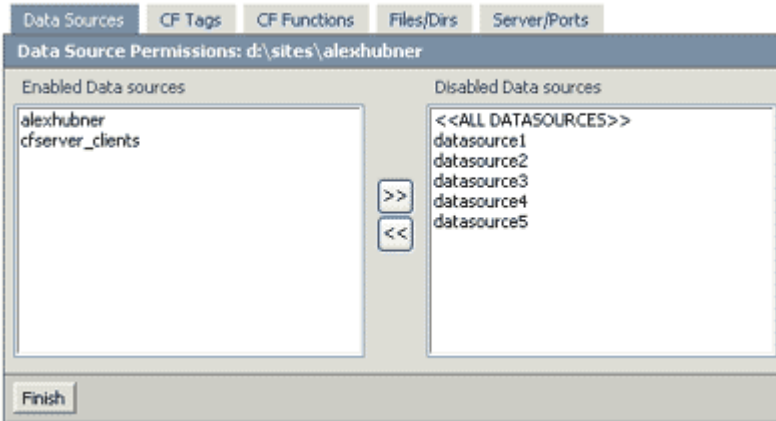 Data Sources CF Tags CF Functions Files/Dirs Server/Ports
Data Source Permissions: d:\sites\alexhubner
Enabled Data sources
alexhubner
cfserver_clients
>>
<<
Disabled Data sources
<<ALL DATASOURCES>>
datasource1
datasource2
datasource3
datasource4
datasource5
Finish